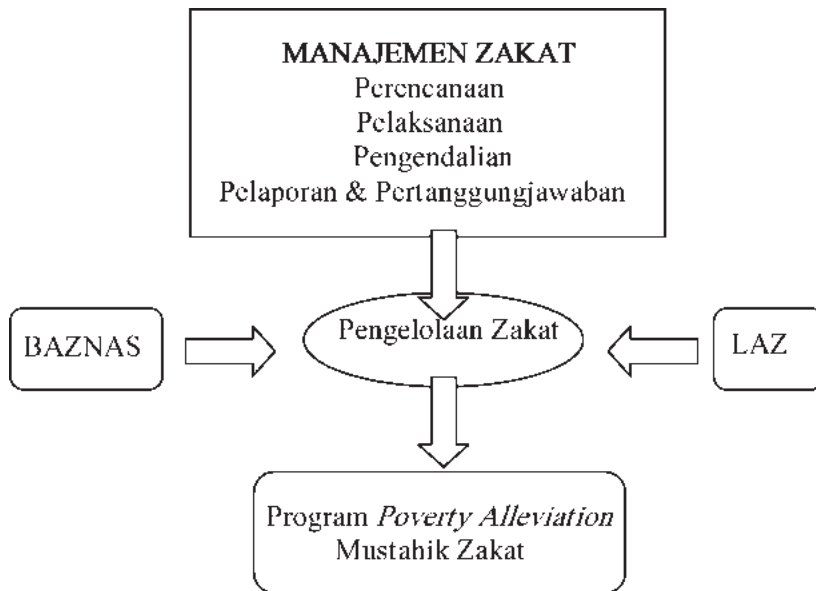 MANAJEMEN ZAKAT
Perencanaan
Pelaksanaan
Pengendalian
Pelaporan & Pertanggungjawaban
Pengelolaan Zakat
BAZNAS
LAZ
Program Poverty Alleviation
Mustahik Zakat